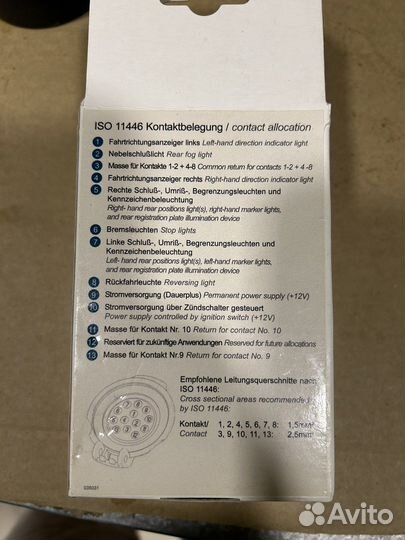 ISO 11446 Kontaktbelegung / contact allocation
1 Fahrtrichtungsanzeiger links Left-hand direction indicator light
2 Nebelschlußlicht Rear fog light
3 Masse für Kontakte 1-2 + 4-8 Common return for contacts 1-2 + 4 -8
4 Fahrtrichtungsanzeiger rechts Right-hand direction indicator light
5 Rechte Schluß-, Umriß-, Begrenzungsleuchten und
Kennzeichenbeleuchtung
Right- hand rear positions light(s), right-hand marker lights,
and rear registration plate illumination device
6 Bremsleuchten Stop lights
7 Linke Schluß-, Umriß-, Begrenzungsleuchten und
Kennzeichenbeleuchtung
Left- hand rear positions light(s), left-hand marker lights,
and rear registration plate illumination device
8 Rückfahrleuchte Reversing light
9 Stromversorgung (Dauerplus) Permanent power supply (+12V)
10 Stromversorgung über Zündschalter gesteuert
Power supply controlled by ignition switch (+12V)
11 Masse für Kontakt Nr. 10 Return for contact No. 10
12 Reserviert für zukünftige Anwendungen Reserved for future allocations
13 Masse für Kontakt Nr.9 Return for contact No. 9
Empfohlene Leitungsquerschnitte nach
ISO 11446:
Cross sectional areas recommended
by ISO 11446:
Kontakt/ 1, 2, 4, 5, 6, 7, 8: 1,5mm²
Contact 3, 9, 10, 11, 13: 2,5mm²
Avito